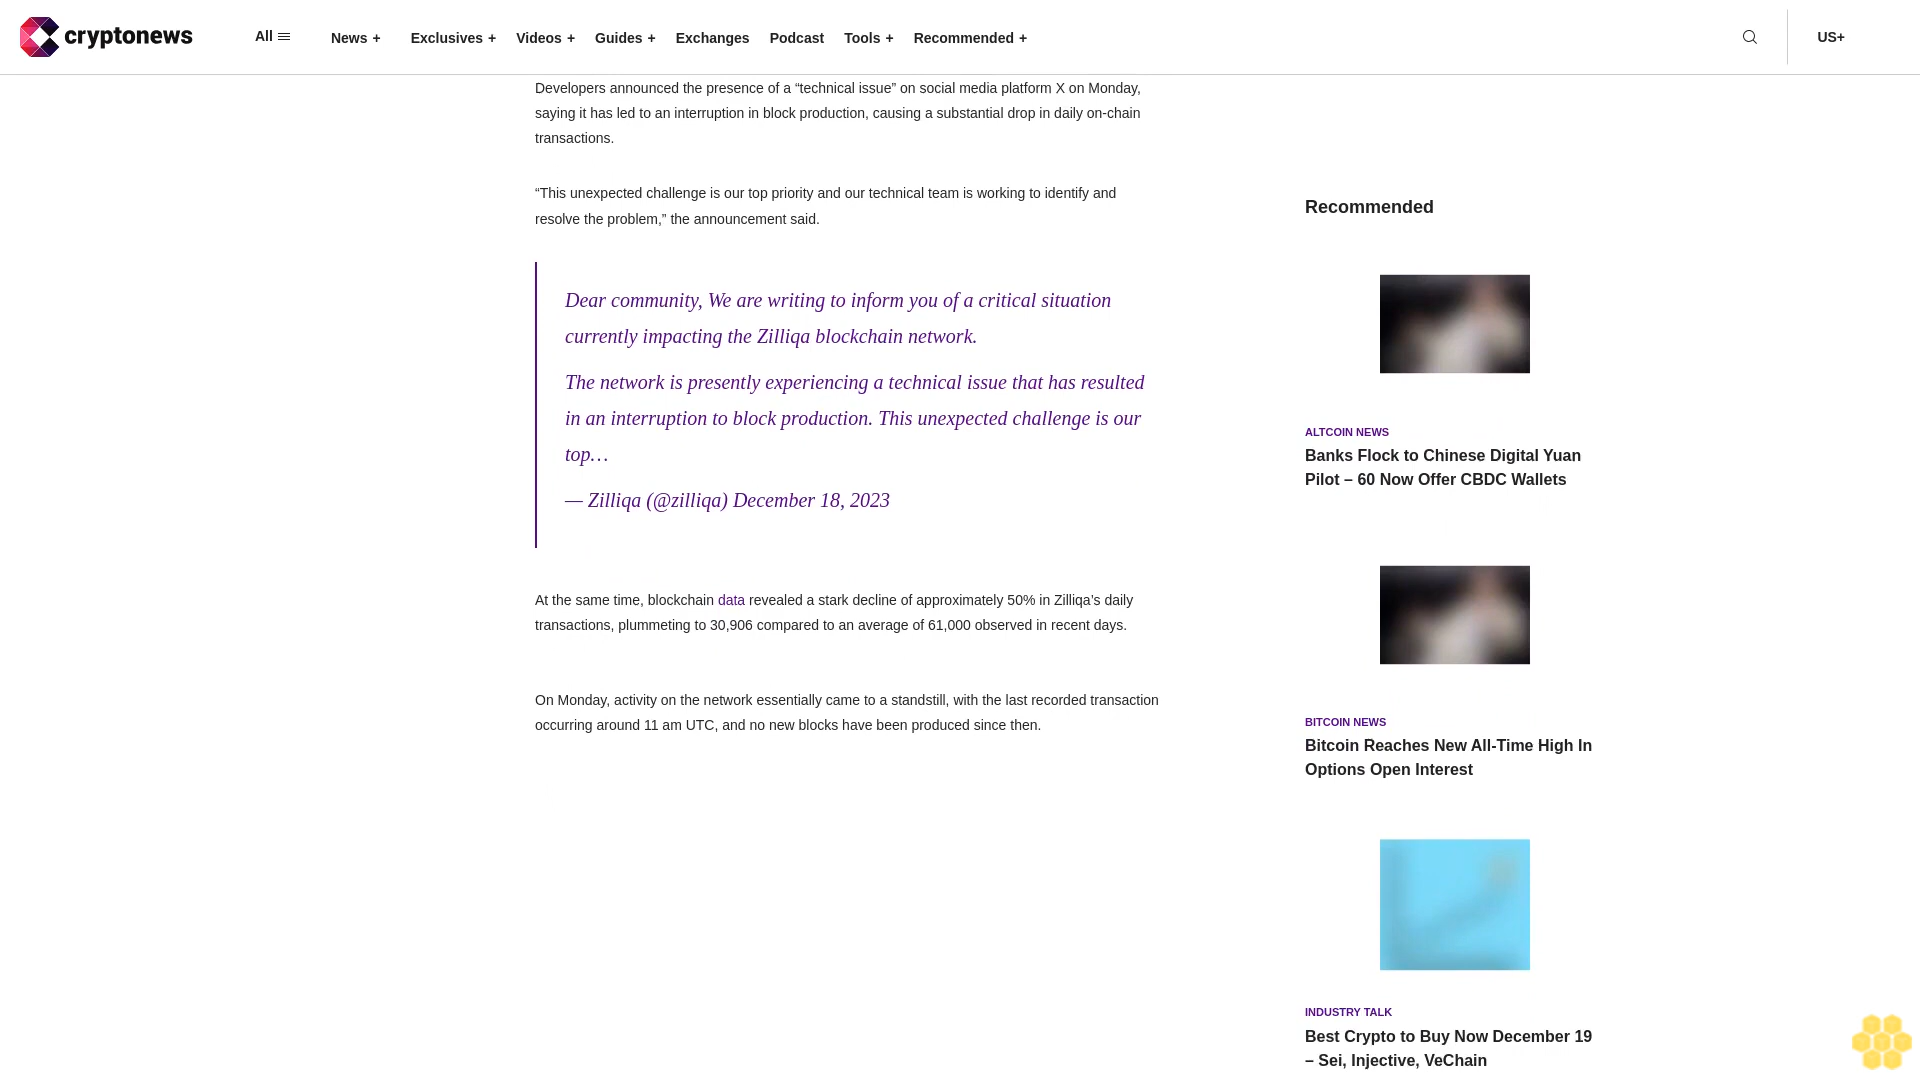 cryptonews
All
News +
Exclusives +
Videos +
Guides +
Exchanges
Podcast
Tools +
Recommended +
US+
Developers announced the presence of a “technical issue” on social media platform X on Monday,
saying it has led to an interruption in block production, causing a substantial drop in daily on-chain
transactions.
“This unexpected challenge is our top priority and our technical team is working to identify and
resolve the problem,” the announcement said.
Dear community, We are writing to inform you of a critical situation
currently impacting the Zilliqa blockchain network.
The network is presently experiencing a technical issue that has resulted
in an interruption to block production. This unexpected challenge is our
top…
— Zilliqa (@zilliqa) December 18, 2023
At the same time, blockchain data revealed a stark decline of approximately 50% in Zilliqa’s daily
transactions, plummeting to 30,906 compared to an average of 61,000 observed in recent days.
On Monday, activity on the network essentially came to a standstill, with the last recorded transaction
occurring around 11 am UTC, and no new blocks have been produced since then.
Recommended
ALTCOIN NEWS
Banks Flock to Chinese Digital Yuan
Pilot – 60 Now Offer CBDC Wallets
BITCOIN NEWS
Bitcoin Reaches New All-Time High In
Options Open Interest
INDUSTRY TALK
Best Crypto to Buy Now December 19
– Sei, Injective, VeChain